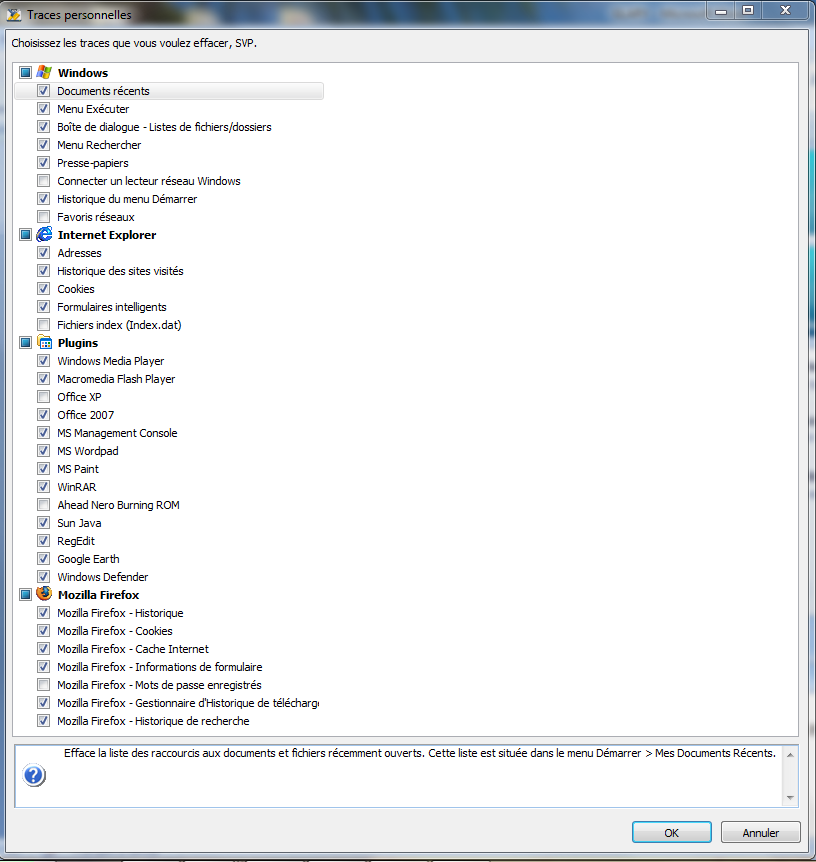 Traces personnelles
Choisissez les traces que vous voulez effacer, SVP.
Windows
Documents récents
Menu Exécuter
Boîte de dialogue - Listes de fichiers/dossiers
Menu Rechercher
Presse-papiers
Connecter un lecteur réseau Windows
Historique du menu Démarrer
Favoris réseaux
Internet Explorer
Adresses
Historique des sites visités
Cookies
Formulaires intelligents
Fichiers index (Index.dat)
Plugins
Windows Media Player
Macromedia Flash Player
Office XP
Office 2007
MS Management Console
MS Wordpad
MS Paint
WinRAR
Ahead Nero Burning ROM
Sun Java
RegEdit
Google Earth
Windows Defender
Mozilla Firefox
Mozilla Firefox - Historique
Mozilla Firefox - Cookies
Mozilla Firefox - Cache Internet
Mozilla Firefox - Informations de formulaire
Mozilla Firefox - Mots de passe enregistrés
Mozilla Firefox - Gestionnaire d'Historique de télécharge
Mozilla Firefox - Historique de recherche
Efface la liste des raccourcis aux documents et fichiers récemment ouverts. Cette liste est située dans le menu Démarrer > Mes Documents Récents.
OK
Annuler